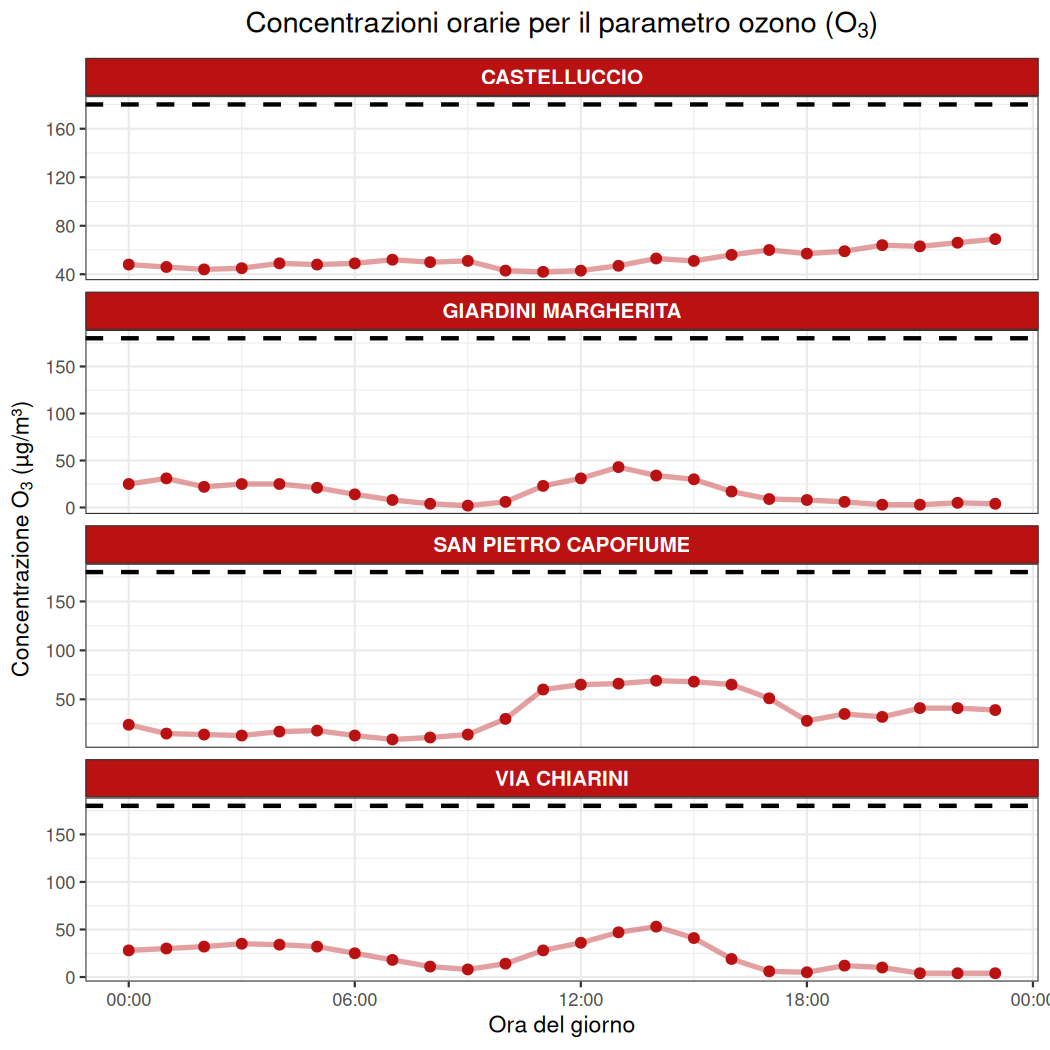 Concentrazioni orarie per il parametro ozono (O₃)
CASTELLUCCIO
160
120
80
40
GIARDINI MARGHERITA
150
100
50
0
Concentrazione O₃ (µg/m³)
SAN PIETRO CAPOFIUME
150
100
50
VIA CHIARINI
150
100
50
0
00:00 06:00 12:00 18:00 00:0
Ora del giorno